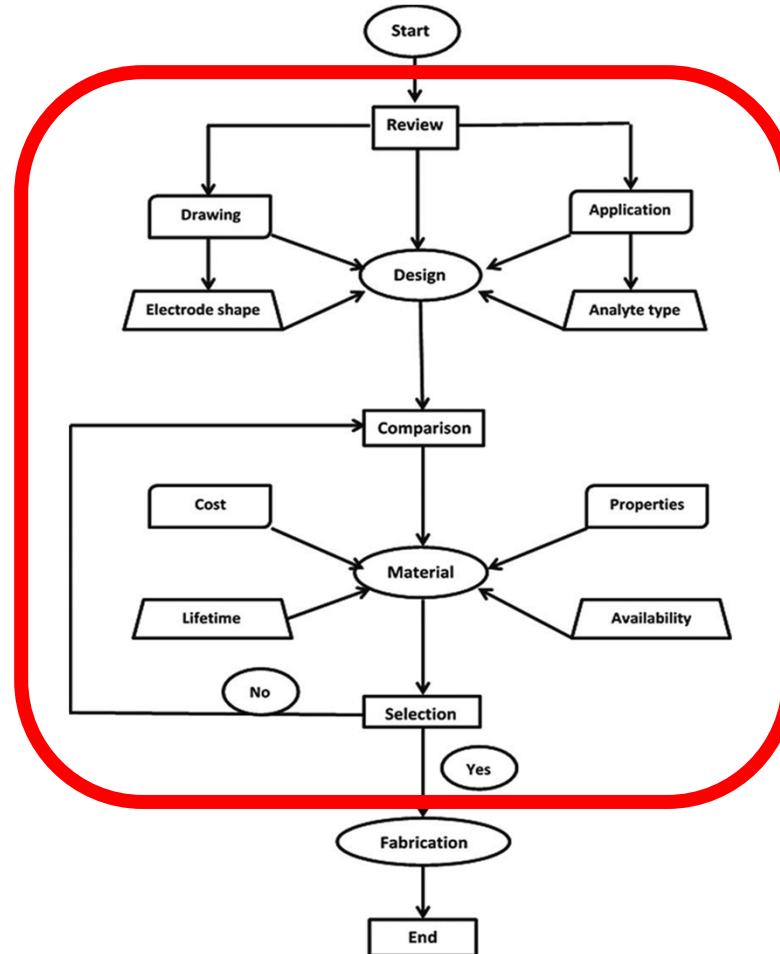 Start
Review
Drawing
Application
Design
Electrode shape
Analyte type
Comparison
Cost
Properties
Material
Lifetime
Availability
No
Selection
Yes
Fabrication
End